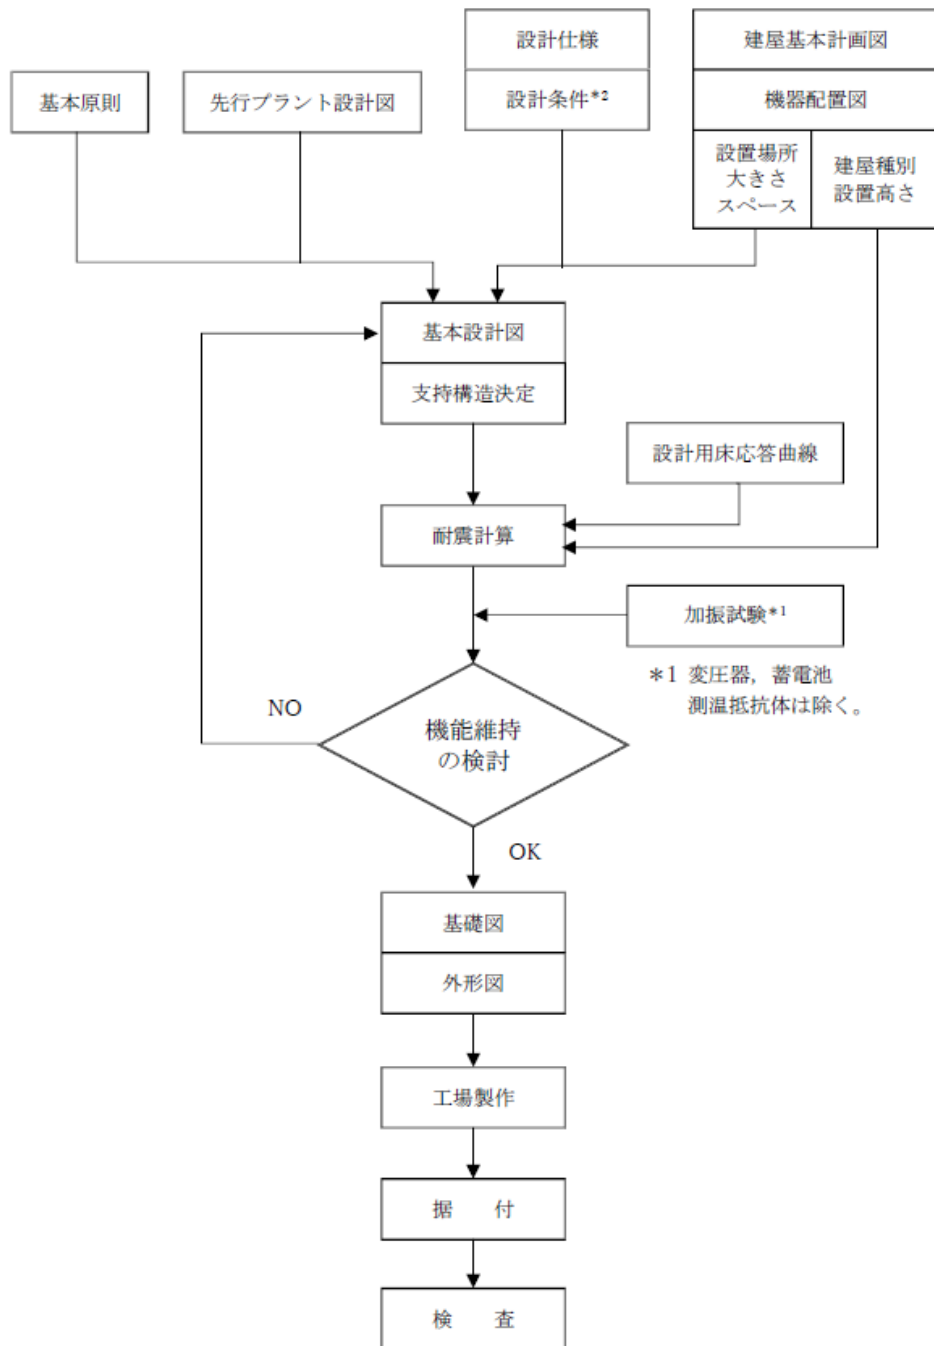 設計仕様
建屋基本計画図
基本原則
先行プラント設計図
設計条件*2
機器配置図
設置場所
大きさ
スペース
建屋種別
設置高さ
基本設計図
支持構造決定
設計用床応答曲線
耐震計算
加振試験*1
*1 変圧器,蓄電池
測温抵抗体は除く。
NO
機能維持
の検討
OK
基礎図
外形図
工場製作
据 付
検 査